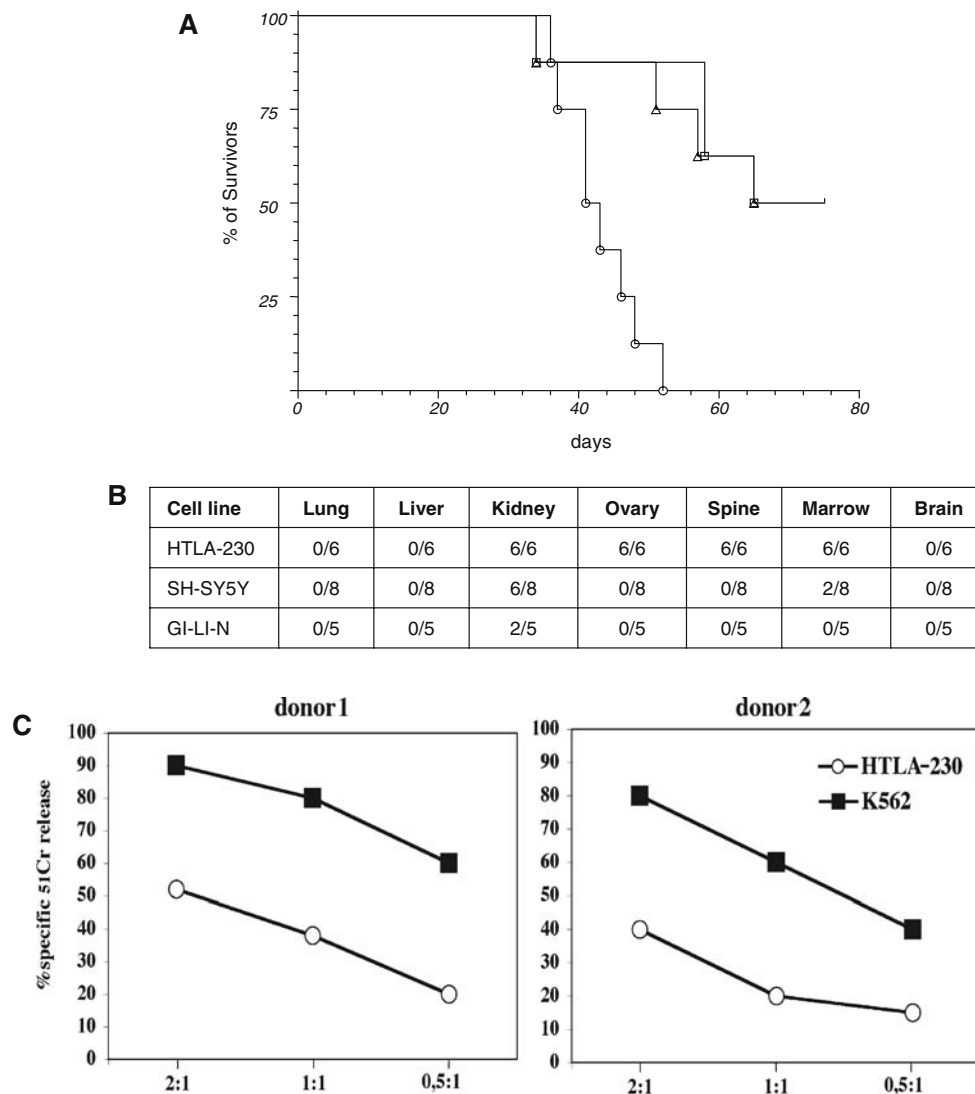 A
100
75
50
25
% of Survivors
0 20 40 60 80
days
B
Cell line Lung Liver Kidney Ovary Spine Marrow Brain
HTLA-230 0/6 0/6 6/6 6/6 6/6 6/6 0/6
SH-SY5Y 0/8 0/8 6/8 0/8 0/8 2/8 0/8
GI-LI-N 0/5 0/5 2/5 0/5 0/5 0/5 0/5
C
donor1
100
90
80
70
60
50
40
30
20
10
0
%specific 51Cr release
2:1 1:1 0,5:1
donor2
100
90
80
70
60
50
40
30
20
10
0
HTLA-230
K562
2:1 1:1 0,5:1